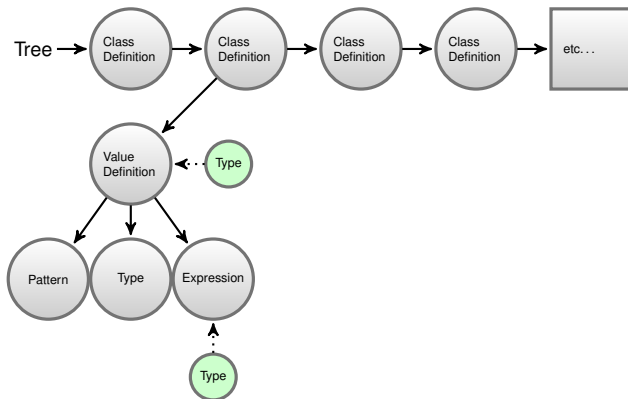 Tree
Class
Definition
Class
Definition
Class
Definition
Class
Definition
etc...
Value
Definition
Type
Pattern
Type
Expression
Type